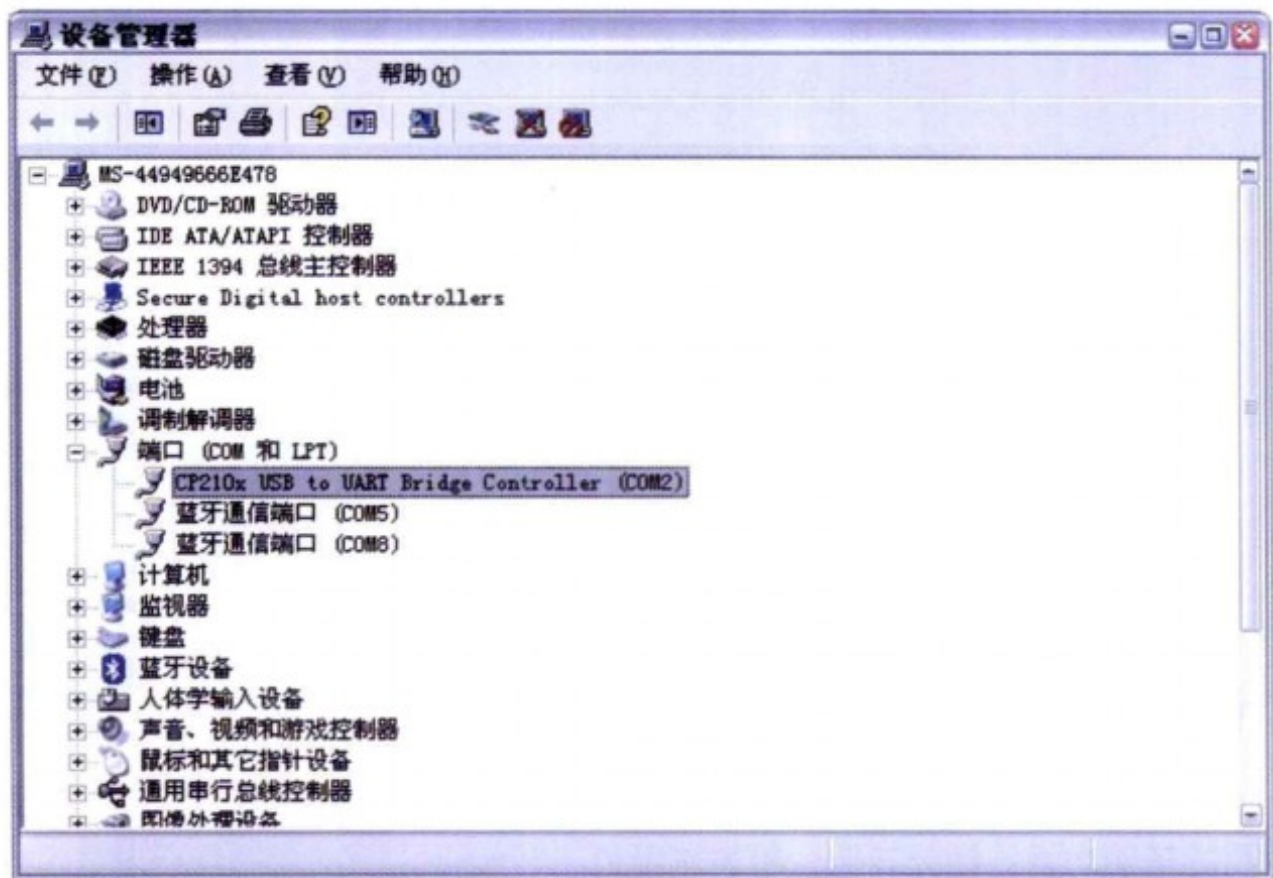 设备管理器
文件(F) 操作(A) 查看(V) 帮助(H)
MS-44949666E478
DVD/CD-ROM 驱动器
IDE ATA/ATAPI 控制器
IEEE 1394 总线主控制器
Secure Digital host controllers
处理器
磁盘驱动器
电池
调制解调器
端口 (COM 和 LPT)
CP210x USB to UART Bridge Controller (COM2)
蓝牙通信端口 (COM5)
蓝牙通信端口 (COM8)
计算机
监视器
键盘
蓝牙设备
人体学输入设备
声音、视频和游戏控制器
鼠标和其它指针设备
通用串行总线控制器
图像处理设备